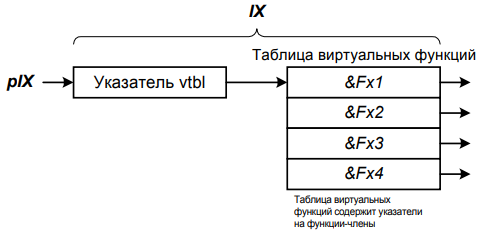 IX
Таблица виртуальных функций
pIX
Указатель vtbl
&Fx1
&Fx2
&Fx3
&Fx4
Таблица виртуальных
функций содержит указатели
на функции-члены